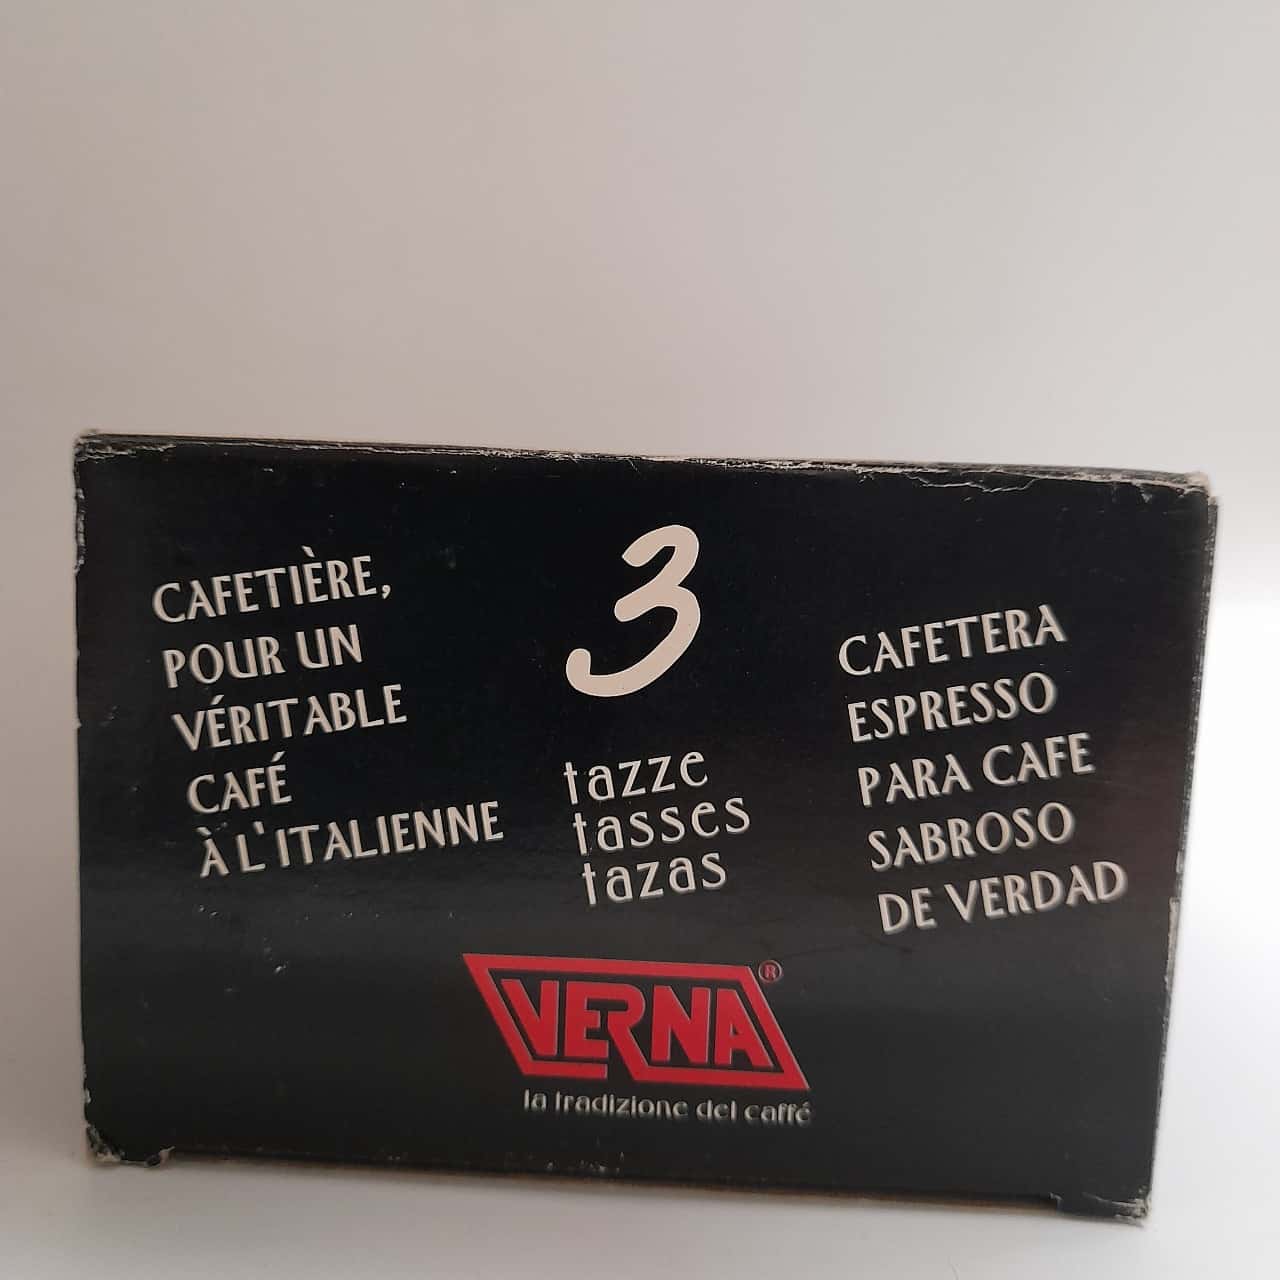 CAFETIÈRE,
POUR UN
VÉRITABLE
CAFÉ
À L'ITALIENNE
3
tazze
tasses
tazas
CAFETERA
ESPRESSO
PARA CAFE
SABROSO
DE VERDAD
VERNA®
la tradizione del caffé